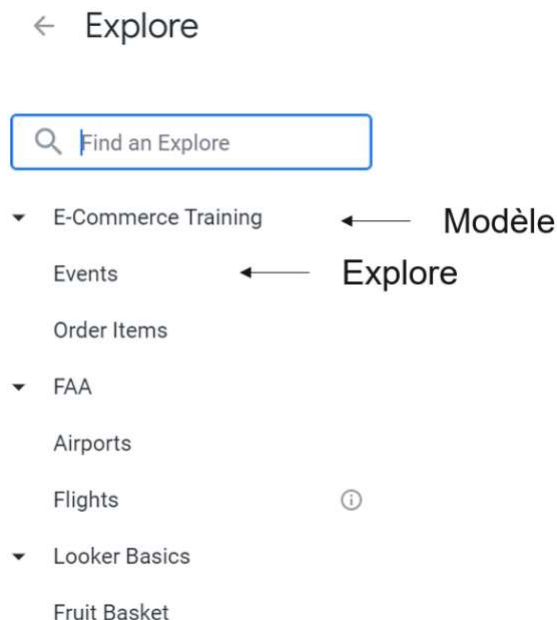 Explore
Find an Explore
E-Commerce Training
Modèle
Events
Explore
Order Items
FAA
Airports
Flights
Looker Basics
Fruit Basket